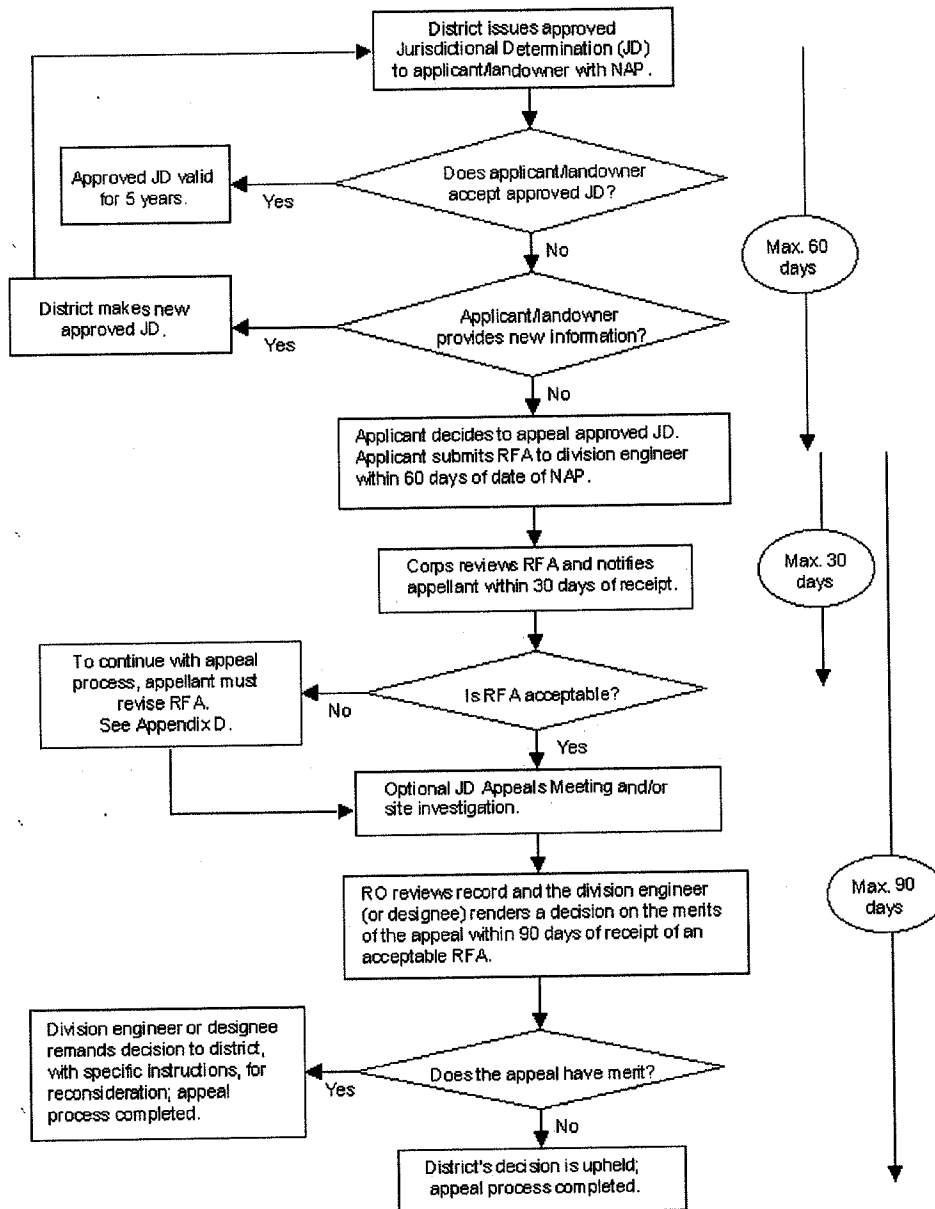 District issues approved
Jurisdictional Determination (JD)
to applicant/landowner with NAP.
Does applicant/landowner
accept approved JD?
Yes
Approved JD valid
for 5 years.
No
Max. 60
days
Applicant/landowner
provides new information?
Yes
District makes new
approved JD.
No
Applicant decides to appeal approved JD.
Applicant submits RFA to division engineer
within 60 days of date of NAP.
Corps reviews RFA and notifies
appellant within 30 days of receipt.
Max. 30
days
Is RFA acceptable?
No
To continue with appeal
process, appellant must
revise RFA.
See Appendix D.
Yes
Optional JD Appeals Meeting and/or
site investigation.
RO reviews record and the division engineer
(or designee) renders a decision on the merits
of the appeal within 90 days of receipt of an
acceptable RFA.
Max. 90
days
Does the appeal have merit?
Yes
Division engineer or designee
remands decision to district,
with specific instructions, for
reconsideration; appeal
process completed.
No
District's decision is upheld;
appeal process completed.